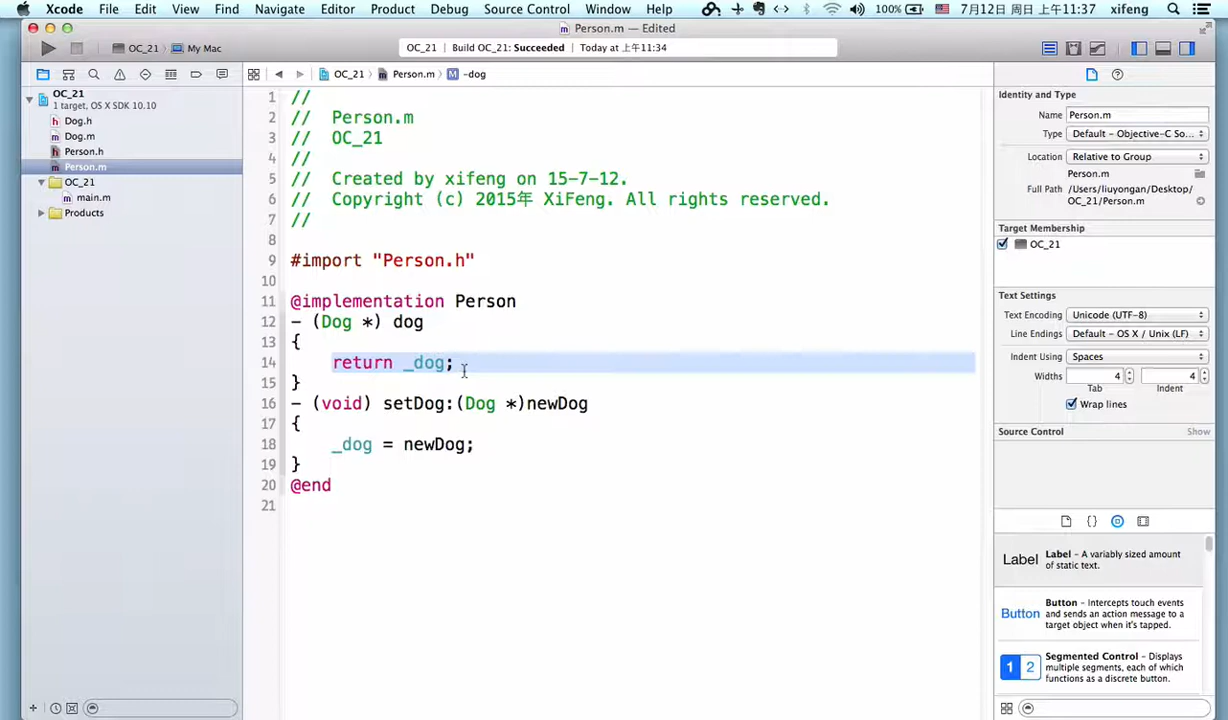 Xcode File Edit View Find Navigate Editor Product Debug Source Control Window Help 100% 7月12日 周日 上午11:37 xifeng
Person.m — Edited
OC_21 My Mac
OC_21 Build OC_21: Succeeded Today at 上午11:34
OC_21 Person.m M -dog
OC_21
1 target, OS X SDK 10.10
h Dog.h
m Dog.m
h Person.h
m Person.m
OC_21
m main.m
Products
1 //
2 // Person.m
3 // OC_21
4 //
5 // Created by xifeng on 15-7-12.
6 // Copyright (c) 2015年 XiFeng. All rights reserved.
7 //
8
9 #import "Person.h"
10
11 @implementation Person
12 - (Dog *) dog
13 {
14 return _dog;
15 }
16 - (void) setDog:(Dog *)newDog
17 {
18 _dog = newDog;
19 }
20 @end
21
Identity and Type
Name Person.m
Type Default - Objective-C So...
Location Relative to Group
Person.m
Full Path /Users/liuyongan/Desktop/
OC_21/Person.m
Target Membership
OC_21
Text Settings
Text Encoding Unicode (UTF-8)
Line Endings Default - OS X / Unix (LF)
Indent Using Spaces
Widths 4 4
Tab Indent
Wrap lines
Source Control Show
{ }
Label Label - A variably sized amount
of static text.
Button Button - Intercepts touch events
and sends an action message to a
target object when it's tapped.
1 2 Segmented Control - Displays
multiple segments, each of which
functions as a discrete button.